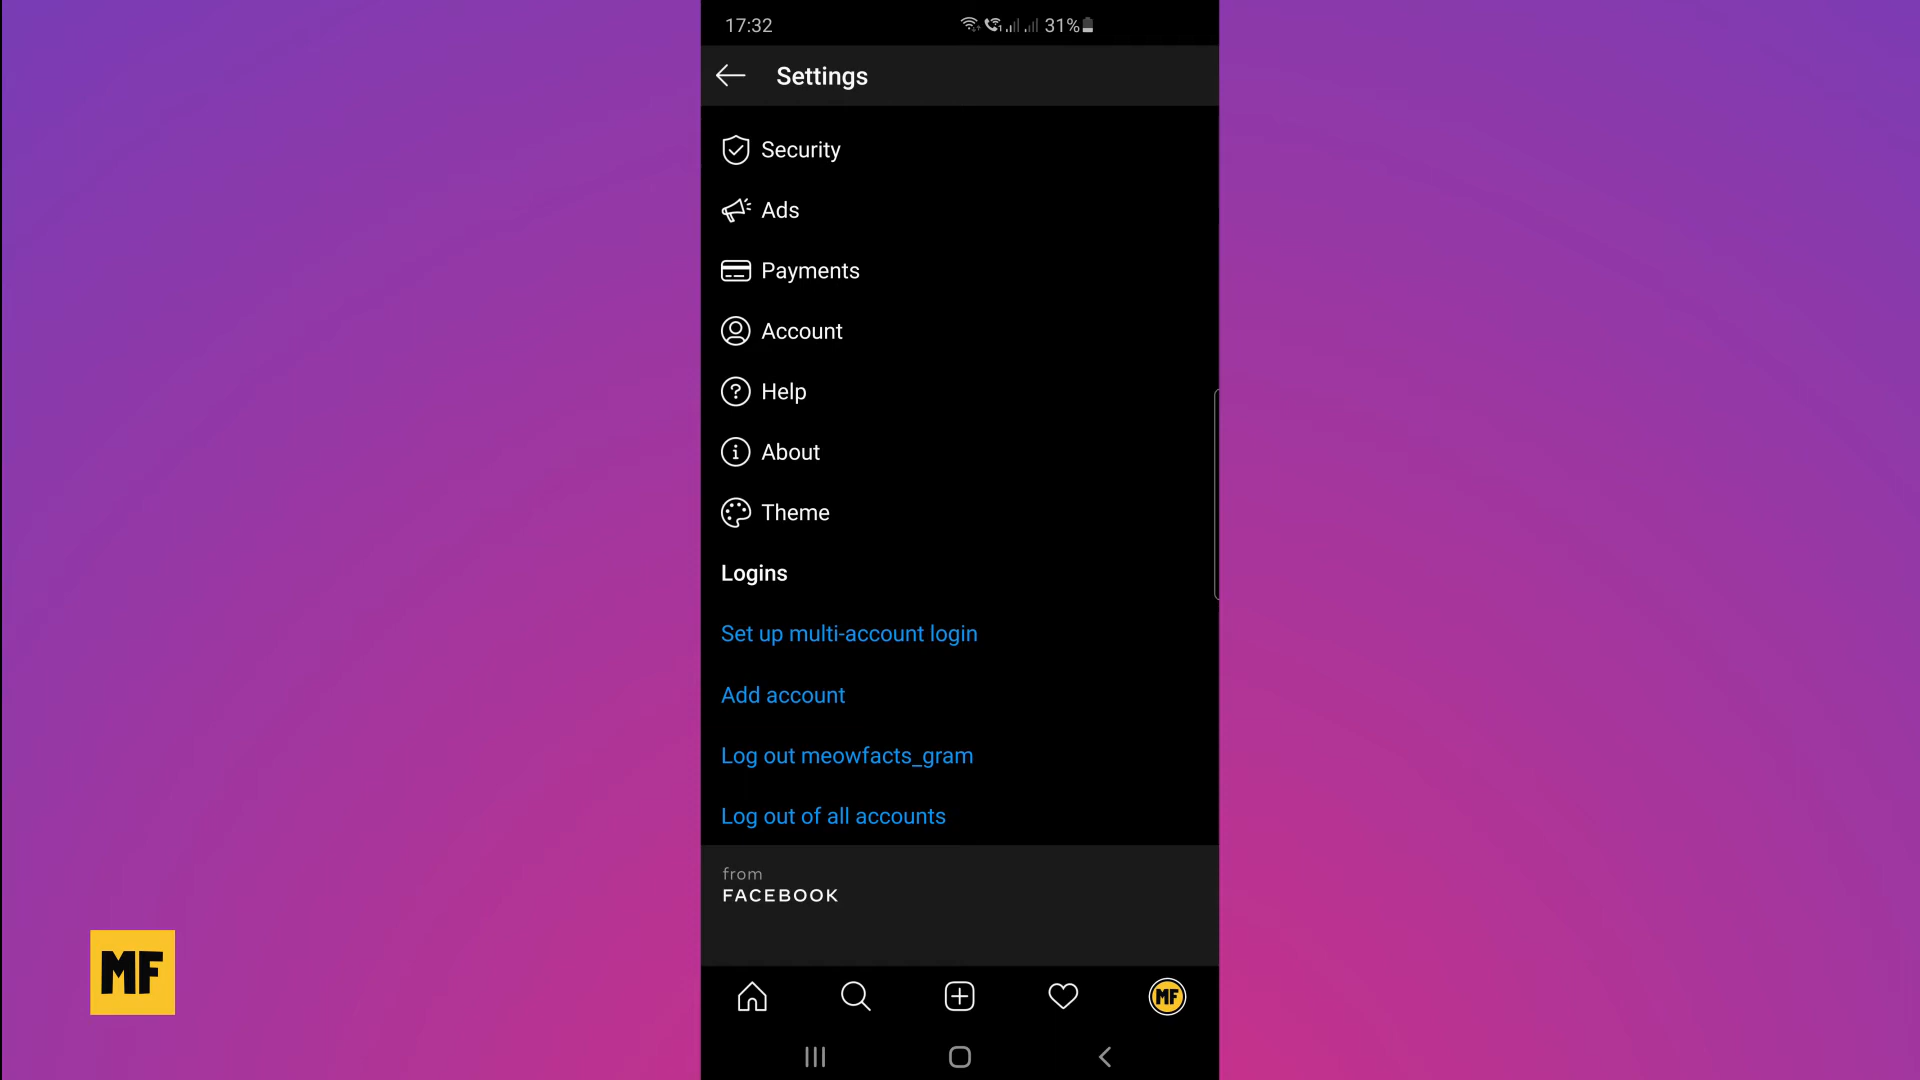 17:32
31%
Settings
Security
Ads
Payments
Account
Help
About
Theme
Logins
Set up multi-account login
Add account
Log out meowfacts_gram
Log out of all accounts
from
FACEBOOK
MF
MF